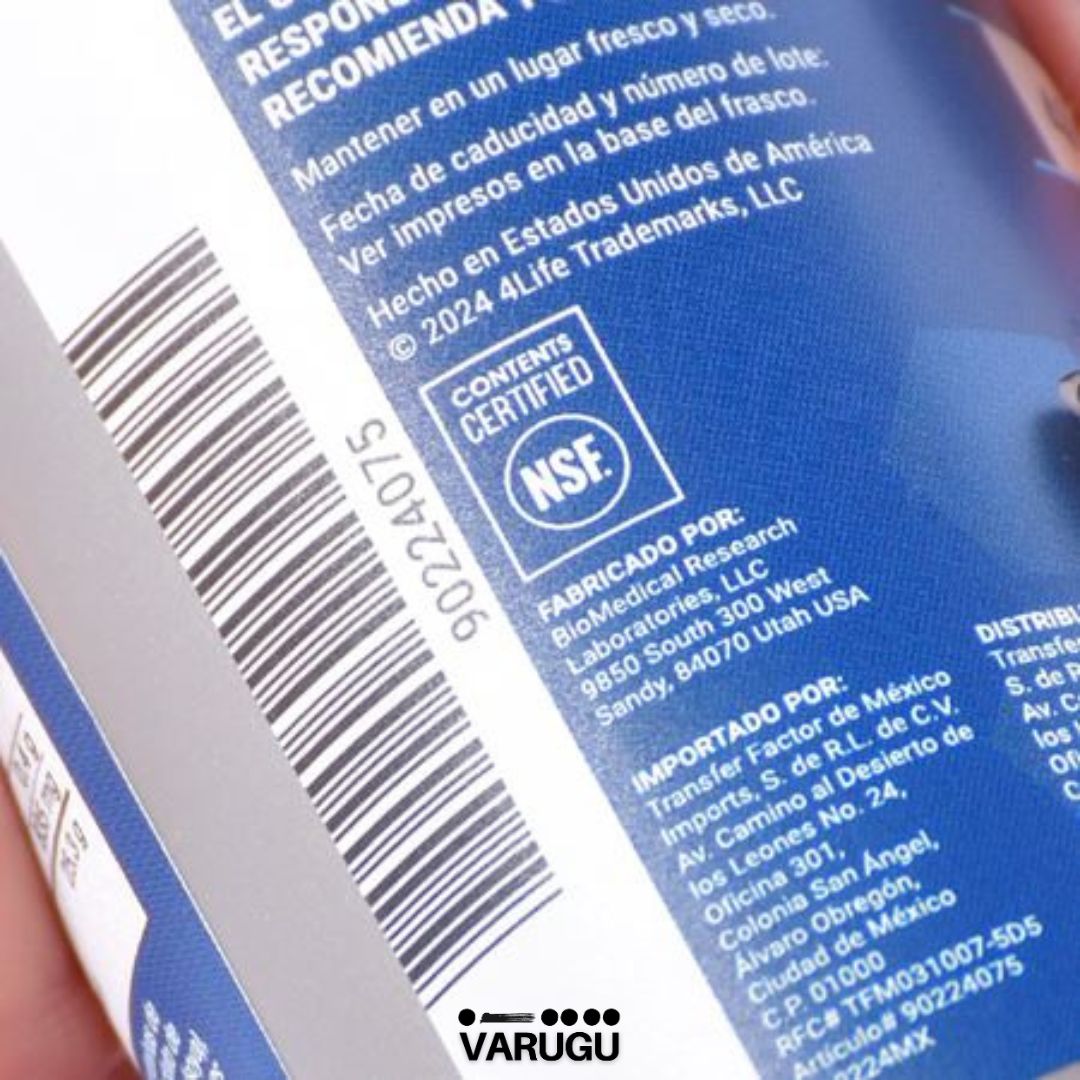 RECOMIENDA
Mantener en un lugar fresco y seco.
Fecha de caducidad y número de lote:
Ver impresos en la base del frasco.
Hecho en Estados Unidos de América
© 2024 4Life Trademarks, LLC
CONTENTS
CERTIFIED
NSF.
90224075
FABRICADO POR:
BioMedical Research
Laboratories, LLC
9850 South 300 West
Sandy, 84070 Utah USA
IMPORTADO POR:
Transfer Factor de México
Imports, S. de R.L. de C.V.
Av. Camino al Desierto de
los Leones No. 24,
Oficina 301,
Colonia San Ángel,
Álvaro Obregón,
Ciudad de México
C.P. 01000
RFC# TFM031007-5D5
Artículo# 90224075
VARUGU